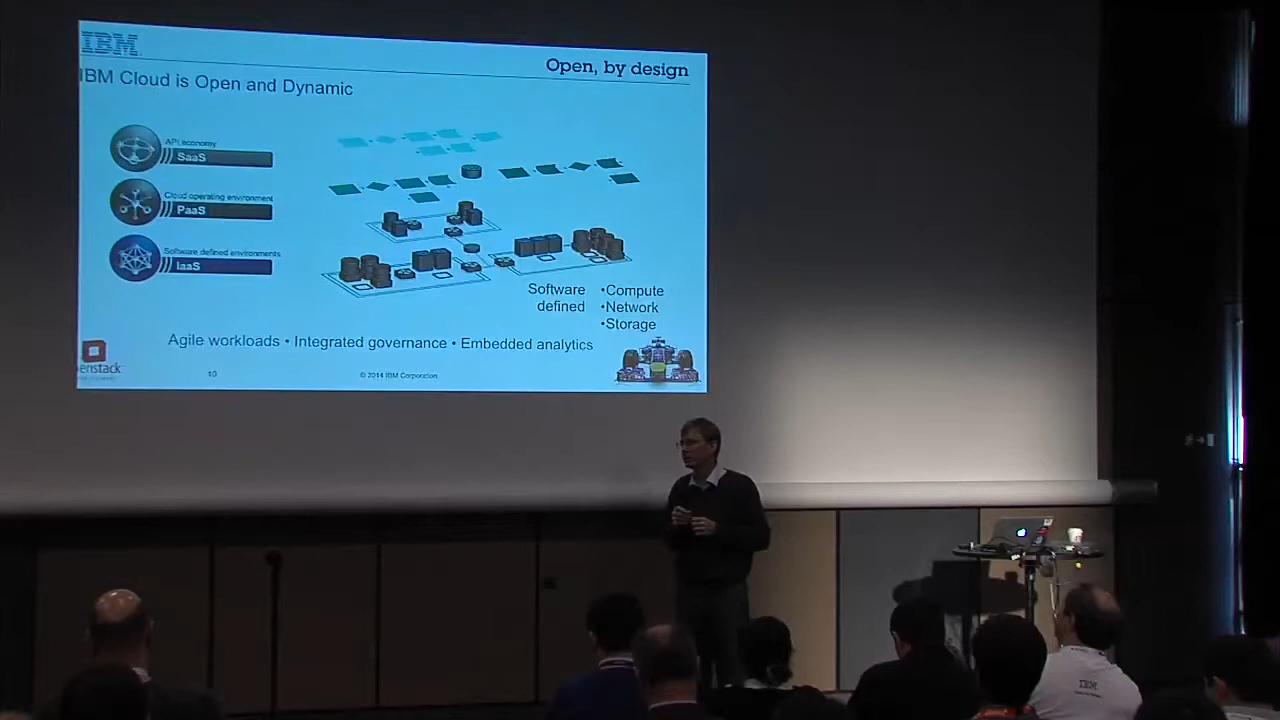 IBM
Open, by design
IBM Cloud is Open and Dynamic
API economy
SaaS
Cloud operating environment
PaaS
Software defined environments
IaaS
Software
defined
•Compute
•Network
•Storage
Agile workloads • Integrated governance • Embedded analytics
enstack
10
© 2014 IBM Corporation
IBM